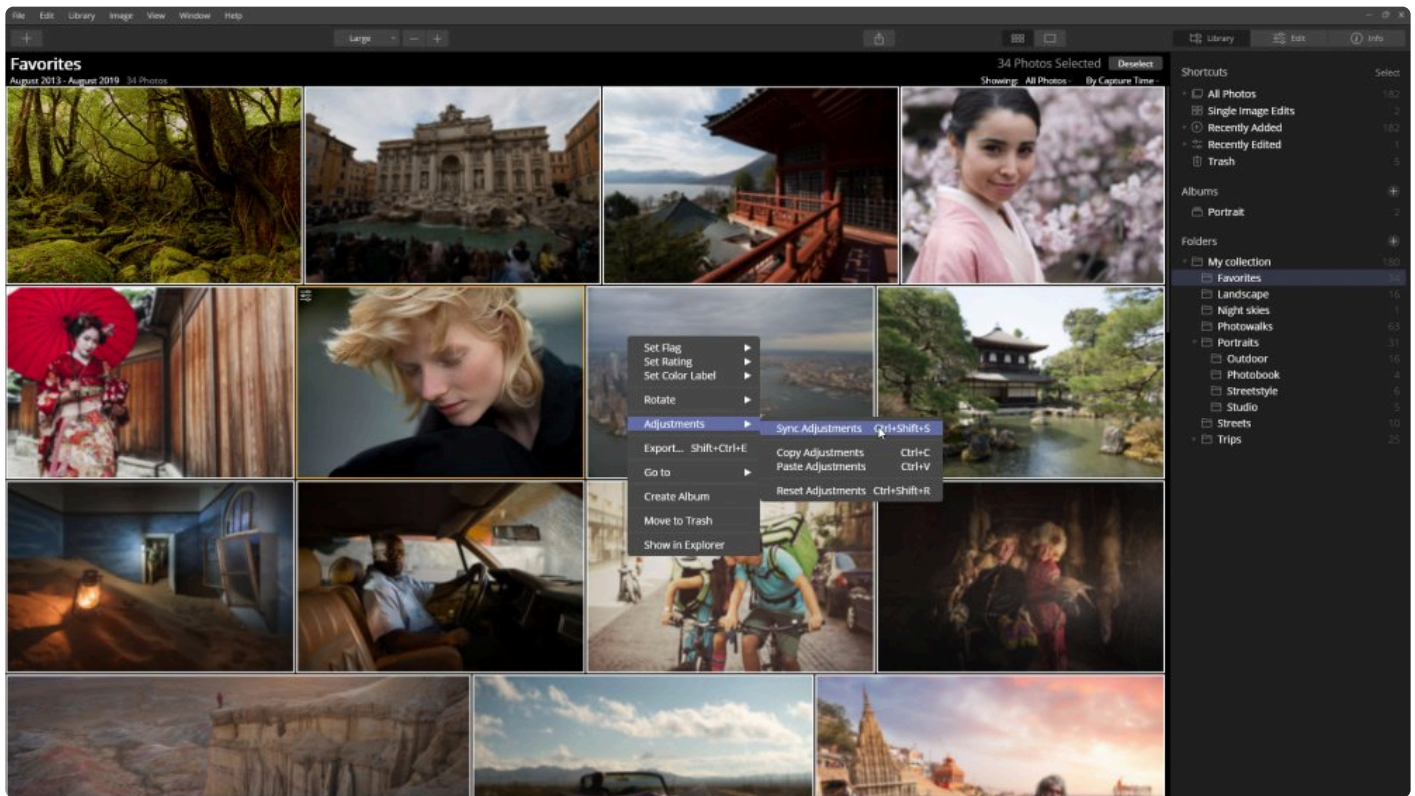 File Edit Library Image View Window Help
Large
Library Edit Info
Favorites
34 Photos Selected Deselect
August 2013 - August 2019 34 Photos
Showing: All Photos By Capture Time
Shortcuts Select
All Photos 182
Single Image Edits 2
Recently Added 182
Recently Edited 1
Trash 5
Albums
Portrait 2
Folders
My collection 180
Favorites 34
Landscape 16
Night skies 1
Photowalks 63
Portraits 31
Outdoor 16
Photobook 4
Streetstyle 6
Studio 5
Streets 10
Trips 25
Set Flag
Set Rating
Set Color Label
Rotate
Adjustments
Export... Shift+Ctrl+E
Go to
Create Album
Move to Trash
Show in Explorer
Sync Adjustments Ctrl+Shift+S
Copy Adjustments Ctrl+C
Paste Adjustments Ctrl+V
Reset Adjustments Ctrl+Shift+R